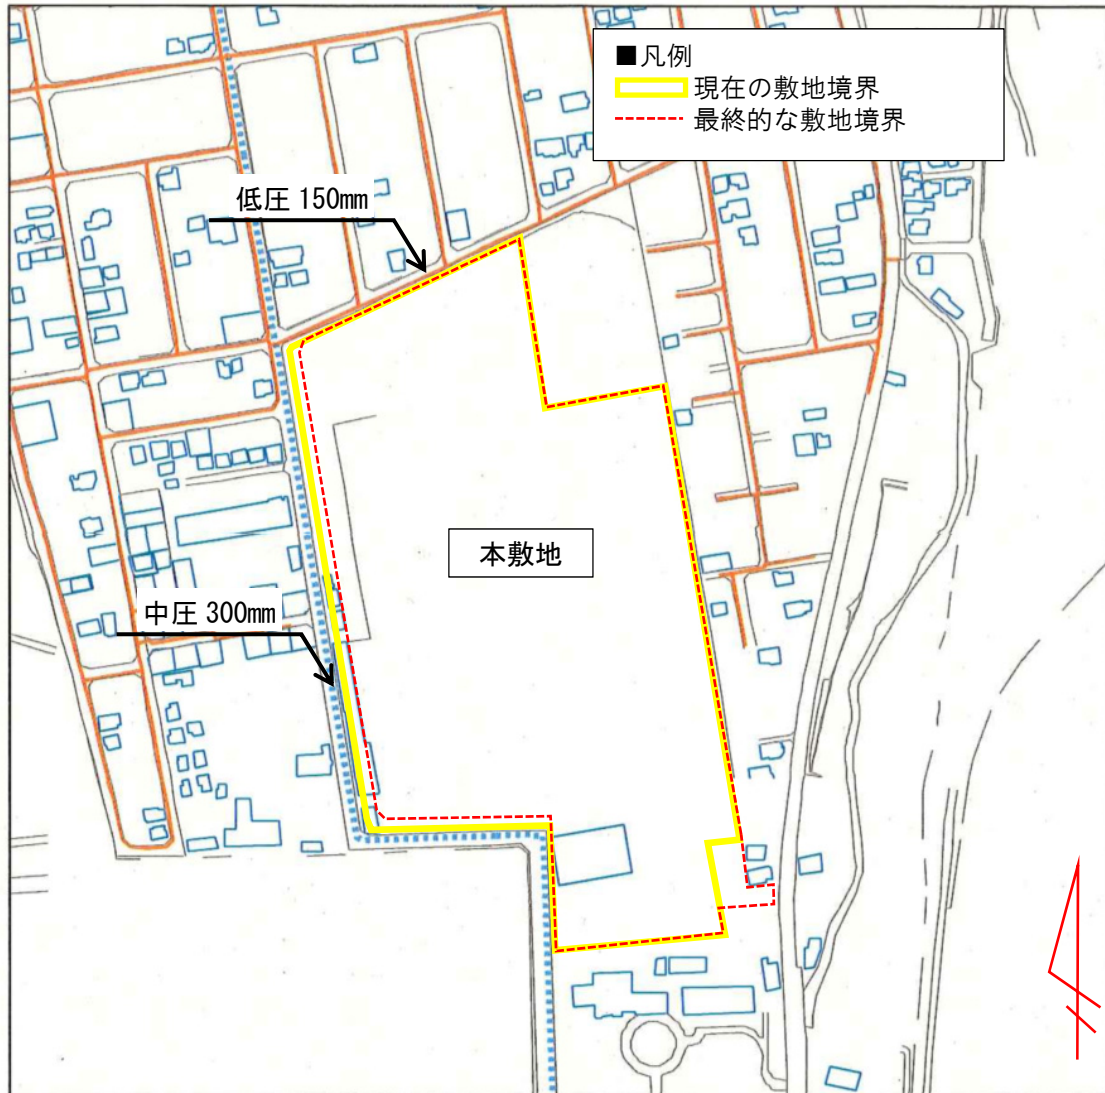 ■凡例
現在の敷地境界
最終的な敷地境界
低圧 150mm
本敷地
中圧 300mm